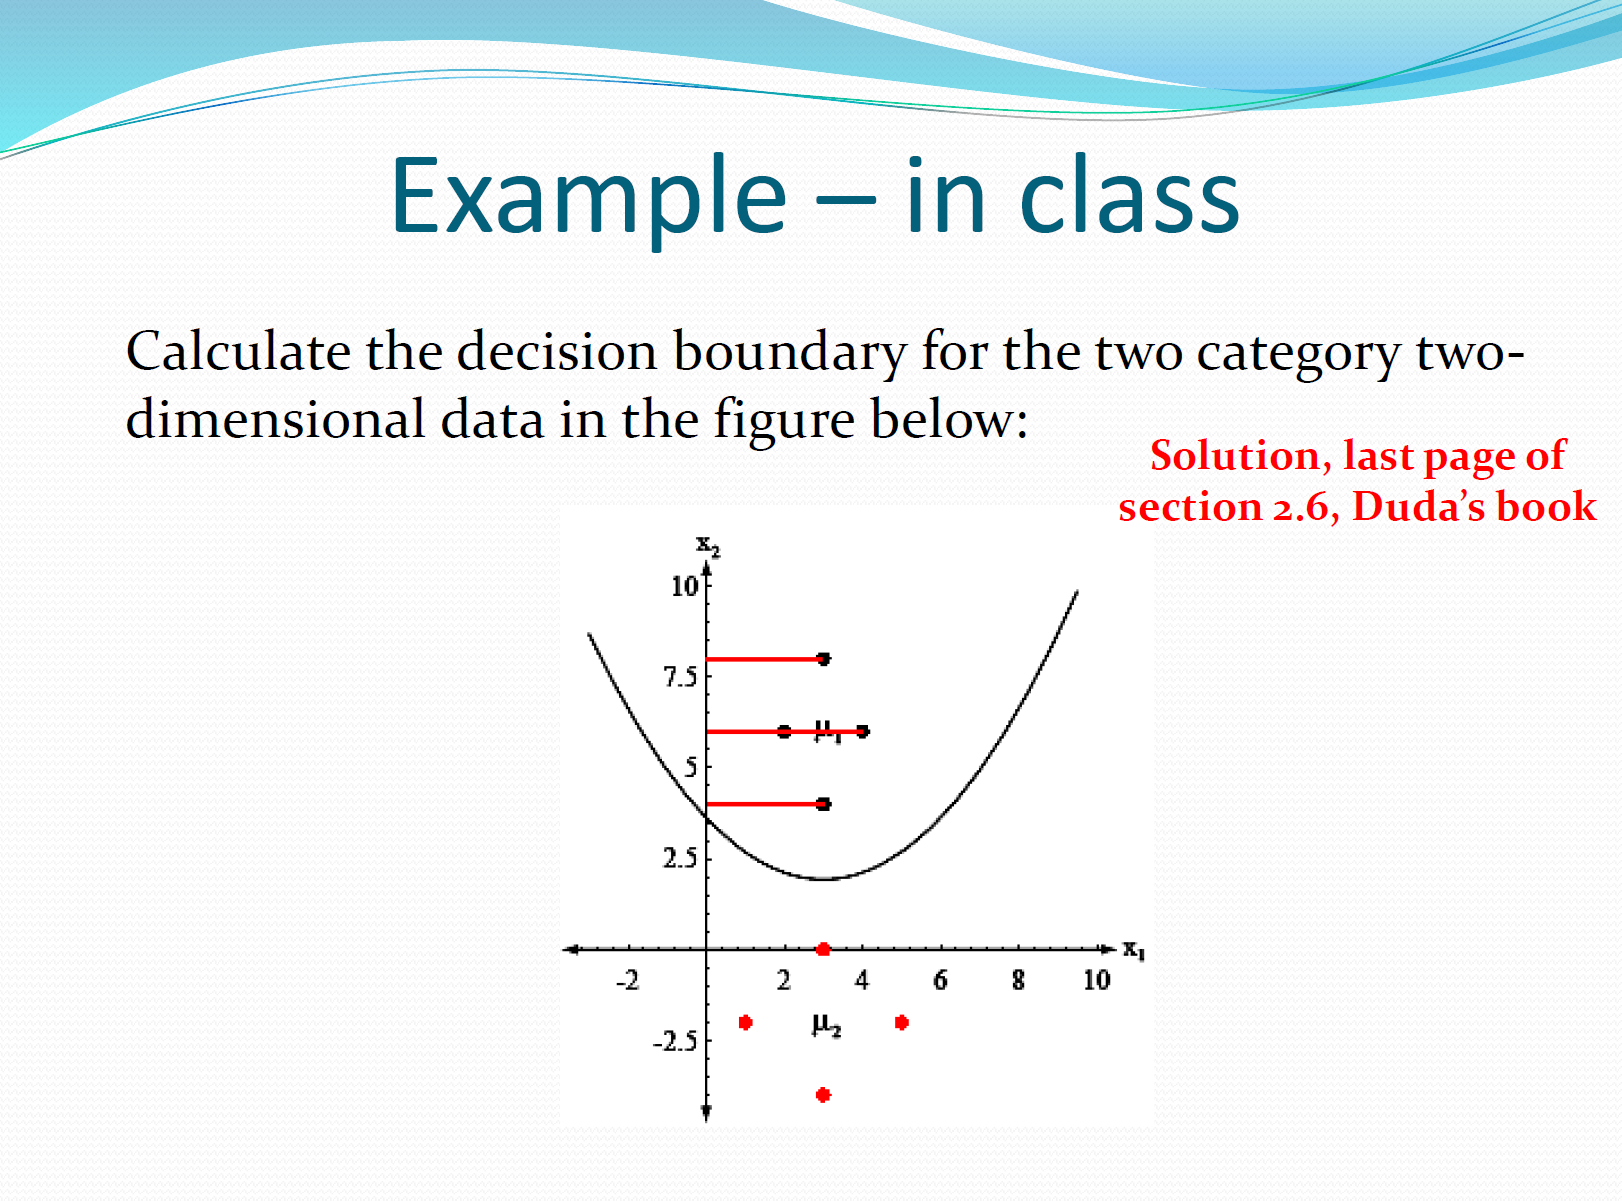 Example – in class
Calculate the decision boundary for the two category two-
dimensional data in the figure below:
Solution, last page of
section 2.6, Duda's book
x2
10
7.5
μ1
5
2.5
x1
-2 2 4 6 8 10
μ2
-2.5